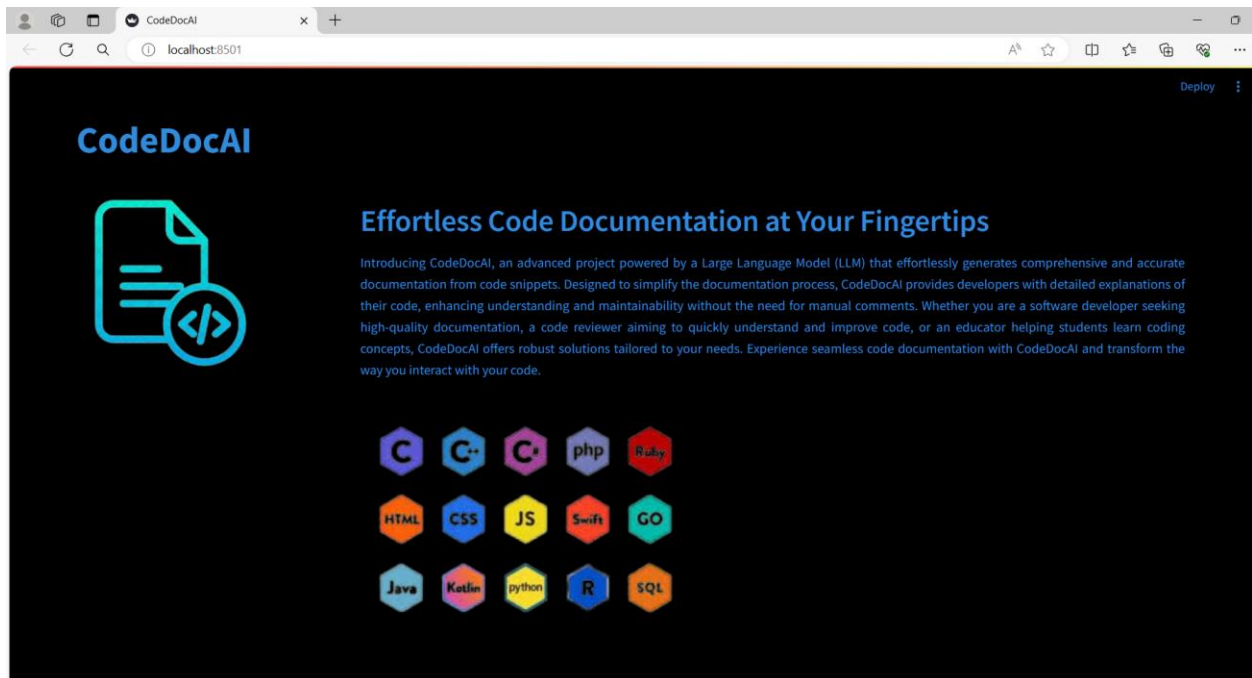 CodeDocAI
localhost:8501
Deploy
CodeDocAI
</>
Effortless Code Documentation at Your Fingertips
Introducing CodeDocAI, an advanced project powered by a Large Language Model (LLM) that effortlessly generates comprehensive and accurate
documentation from code snippets. Designed to simplify the documentation process, CodeDocAI provides developers with detailed explanations of
their code, enhancing understanding and maintainability without the need for manual comments. Whether you are a software developer seeking
high-quality documentation, a code reviewer aiming to quickly understand and improve code, or an educator helping students learn coding
concepts, CodeDocAI offers robust solutions tailored to your needs. Experience seamless code documentation with CodeDocAI and transform the
way you interact with your code.
C C++ C# php Ruby
HTML CSS JS Swift GO
Java Kotlin python R SQL